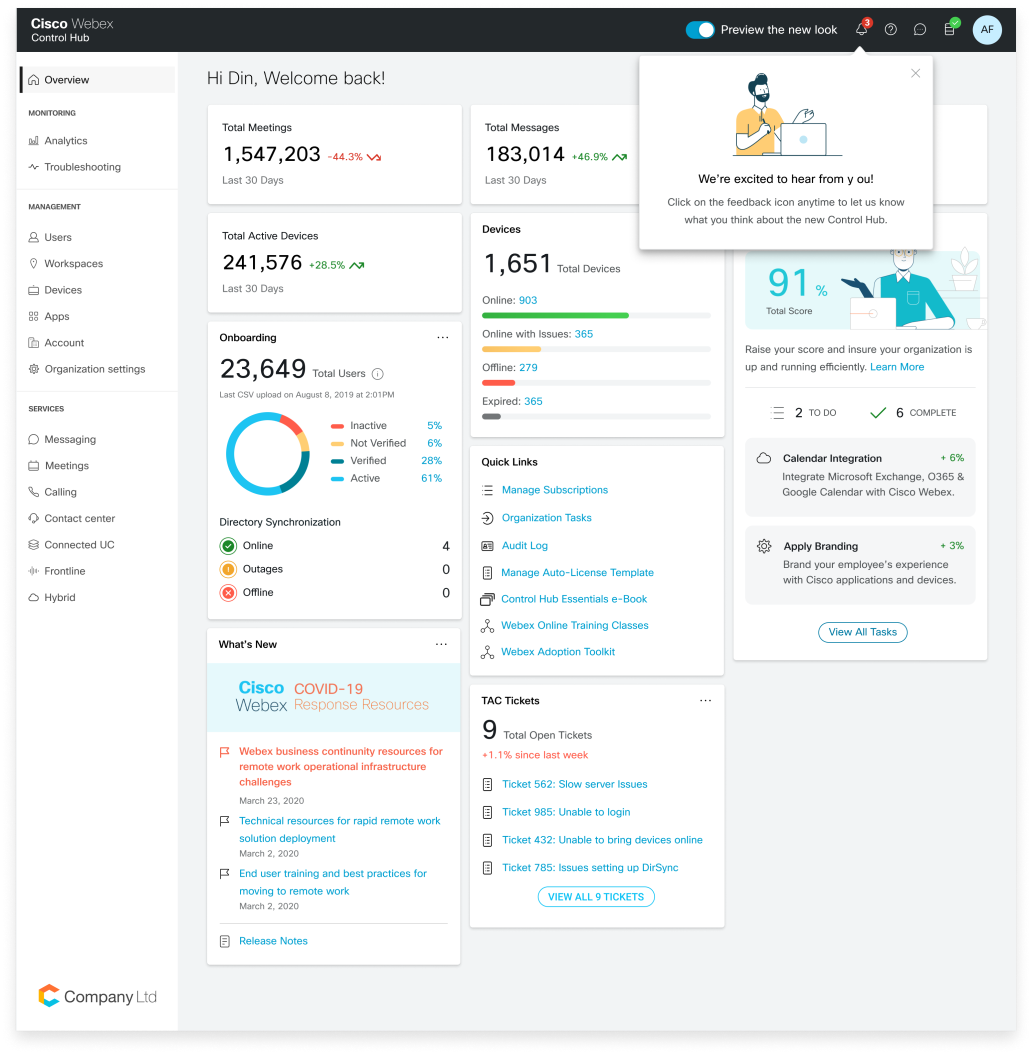 Cisco Webex
Control Hub
Preview the new look
3
AF
Overview
MONITORING
Analytics
Troubleshooting
MANAGEMENT
Users
Workspaces
Devices
Apps
Account
Organization settings
SERVICES
Messaging
Meetings
Calling
Contact center
Connected UC
Frontline
Hybrid
Company Ltd
Hi Din, Welcome back!
Total Meetings
1,547,203 -44.3%
Last 30 Days
Total Messages
183,014 +46.9%
Last 30 Days
We're excited to hear from y ou!
Click on the feedback icon anytime to let us know
what you think about the new Control Hub.
Total Active Devices
241,576 +28.5%
Last 30 Days
Onboarding
23,649 Total Users
Last CSV upload on August 8, 2019 at 2:01PM
Inactive 5%
Not Verified 6%
Verified 28%
Active 61%
Directory Synchronization
Online 4
Outages 0
Offline 0
What's New
Cisco COVID-19
Webex Response Resources
Webex business continuity resources for
remote work operational infrastructure
challenges
March 23, 2020
Technical resources for rapid remote work
solution deployment
March 2, 2020
End user training and best practices for
moving to remote work
March 2, 2020
Release Notes
Devices
1,651 Total Devices
Online: 903
Online with Issues: 365
Offline: 279
Expired: 365
Quick Links
Manage Subscriptions
Organization Tasks
Audit Log
Manage Auto-License Template
Control Hub Essentials e-Book
Webex Online Training Classes
Webex Adoption Toolkit
TAC Tickets
9 Total Open Tickets
+1.1% since last week
Ticket 562: Slow server Issues
Ticket 985: Unable to login
Ticket 432: Unable to bring devices online
Ticket 785: Issues setting up DirSync
VIEW ALL 9 TICKETS
91 %
Total Score
Raise your score and insure your organization is
up and running efficiently. Learn More
2 TO DO
6 COMPLETE
Calendar Integration + 6%
Integrate Microsoft Exchange, O365 &
Google Calendar with Cisco Webex.
Apply Branding + 3%
Brand your employee's experience
with Cisco applications and devices.
View All Tasks